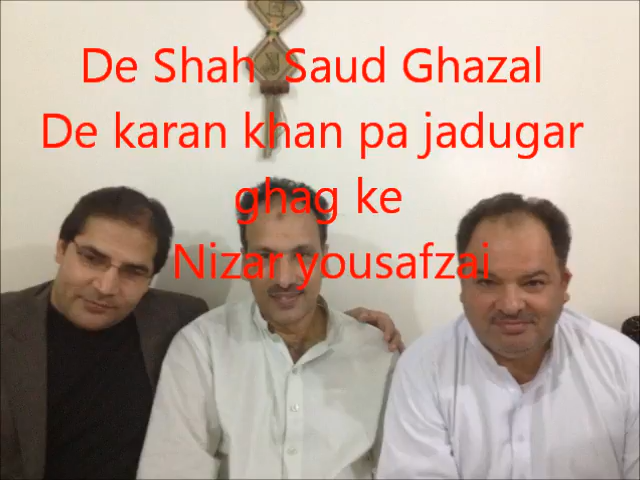 De Shah Saud Ghazal
De karan khan pa jadugar
ghag ke
Nizar yousafzai